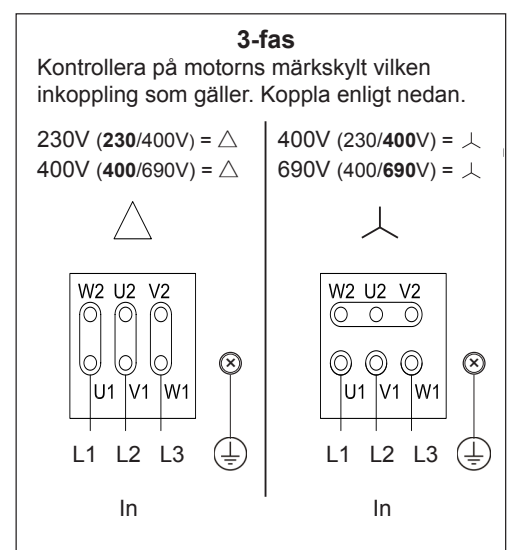 3-fas
Kontrollera på motorns märkskylt vilken
inkoppling som gäller. Koppla enligt nedan.
230V (230/400V) = △
400V (400/690V) = △
W2 U2 V2
U1 V1 W1
L1 L2 L3
In
400V (230/400V) = ⅄
690V (400/690V) = ⅄
W2 U2 V2
U1 V1 W1
L1 L2 L3
In